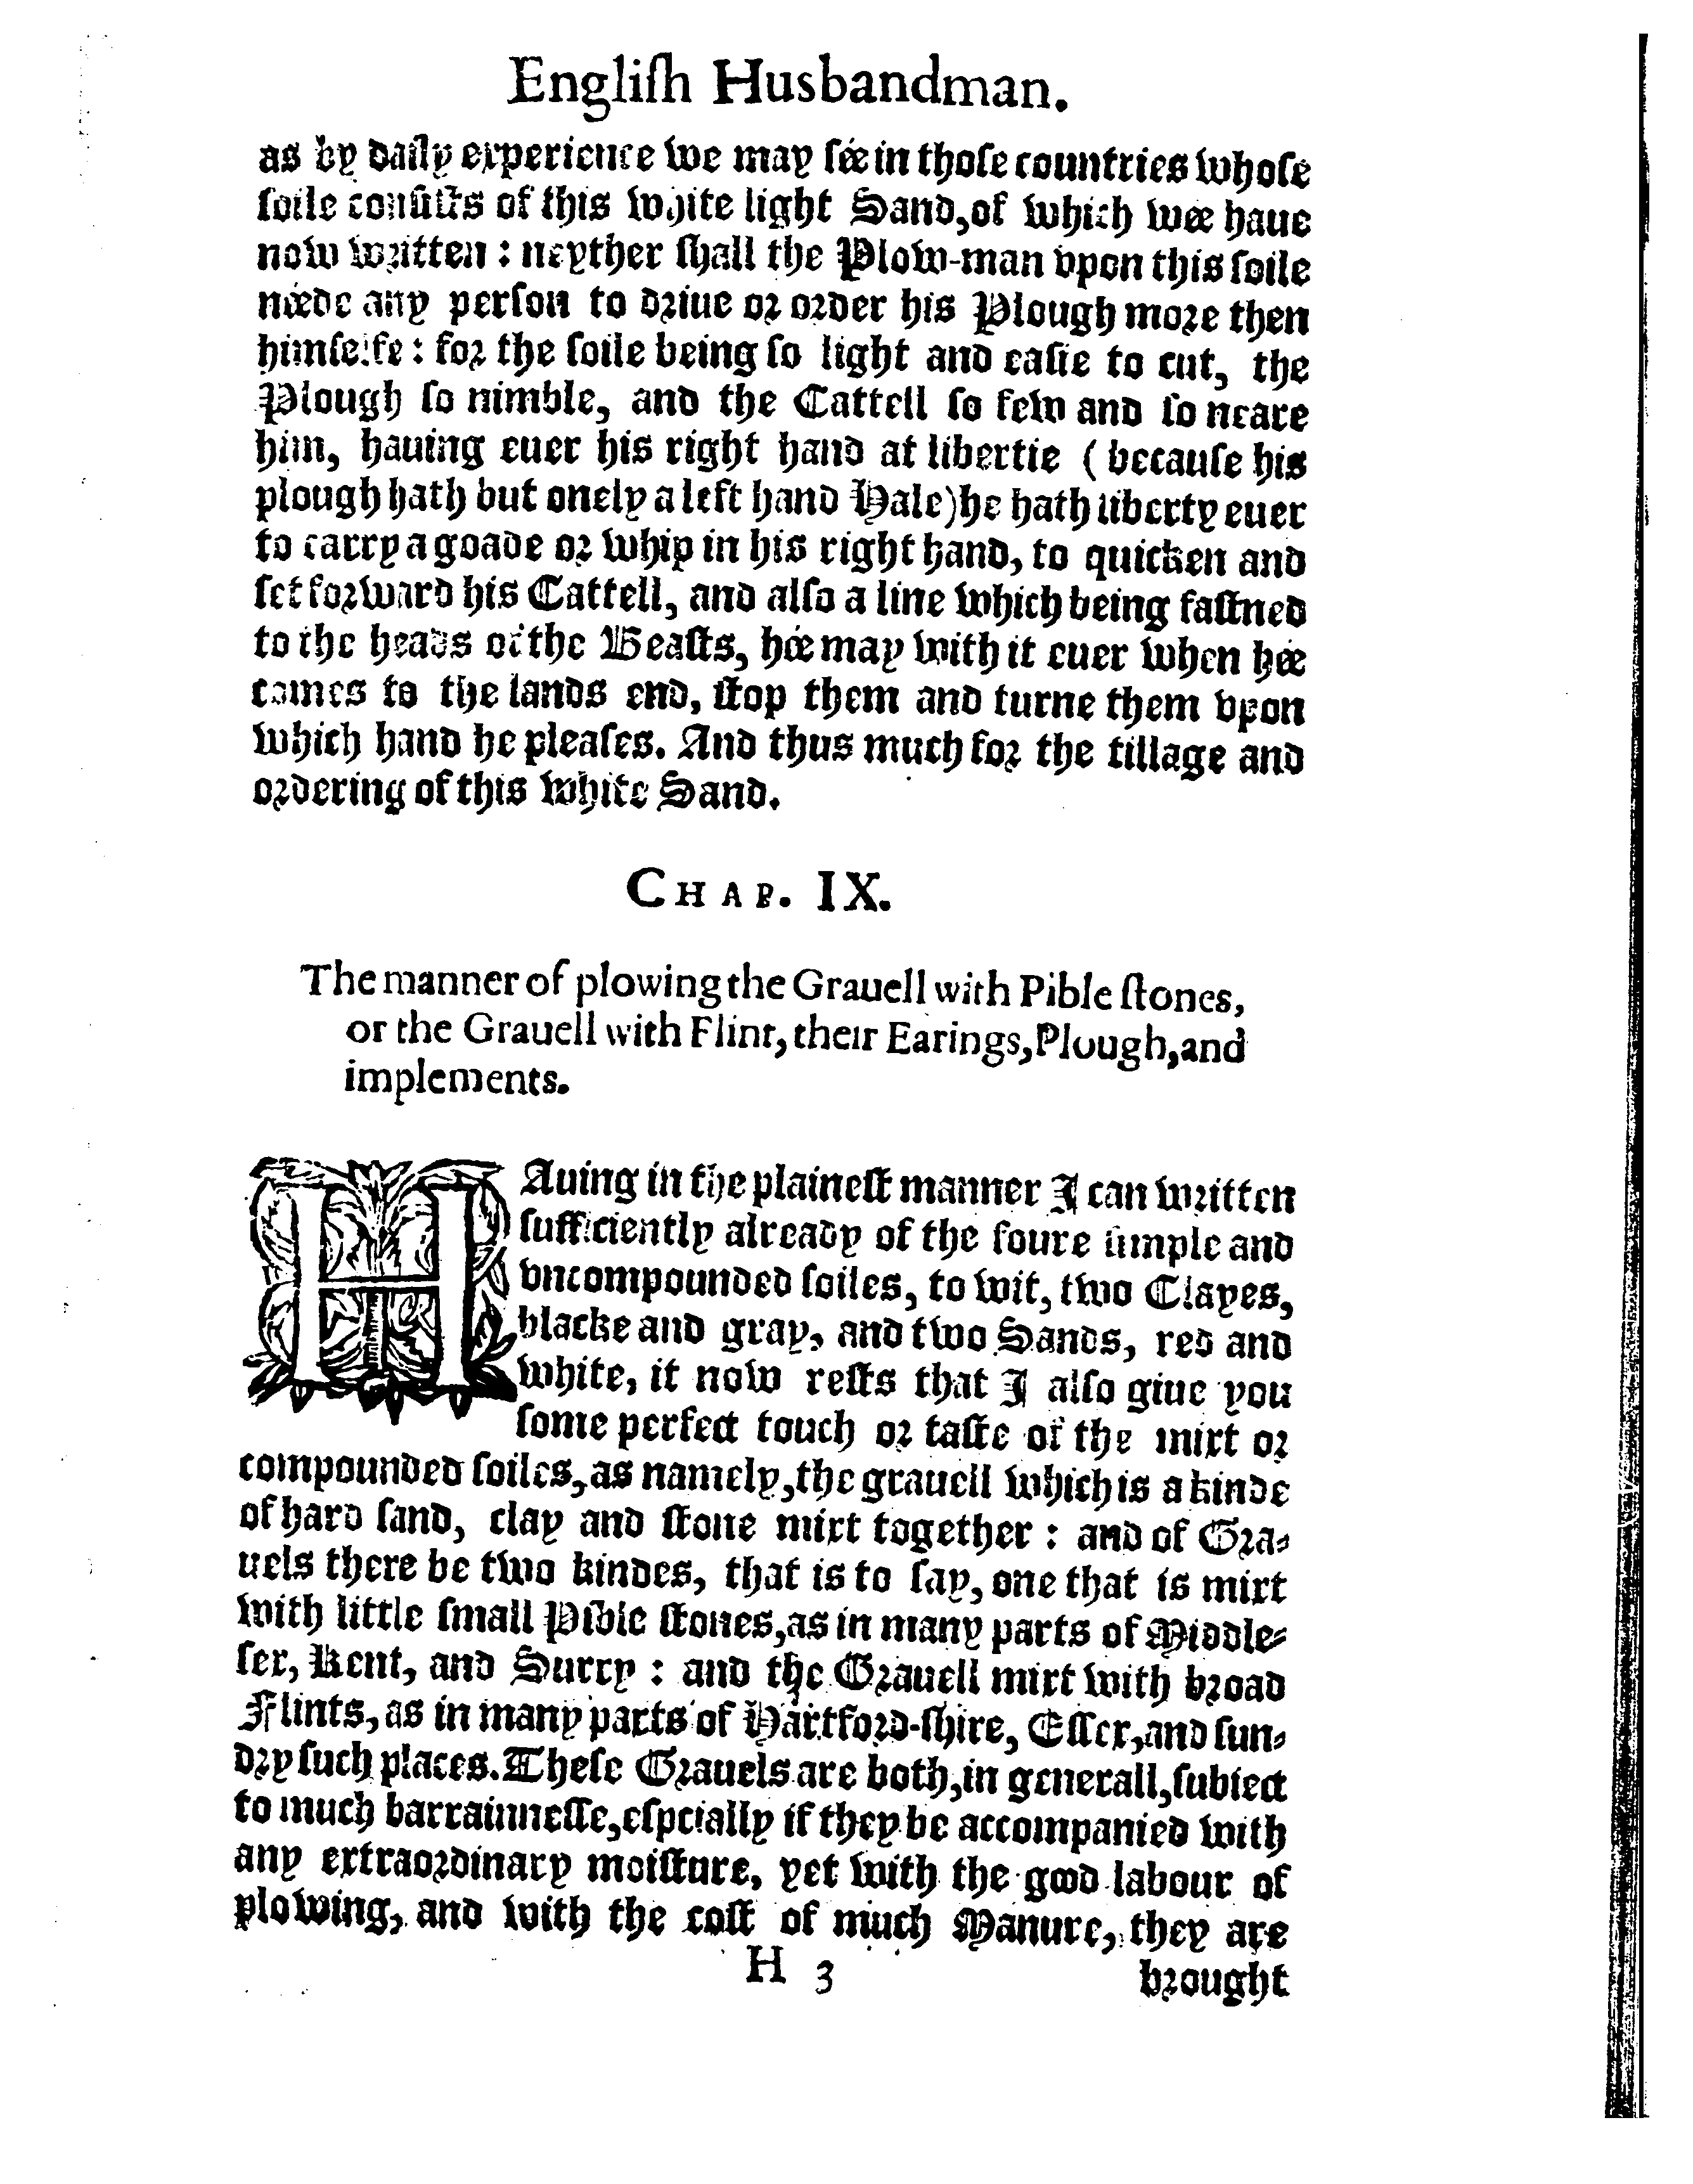 Engliſh Husbandman.
as by daily experience we may ſée in thoſe countries whoſe
ſoile conſiſts of this white light Sand, of which wée haue
now written : neyther ſhall the Plow-man vpon this ſoile
néede any perſon to driue or order his Plough more then
himſelfe : for the ſoile being ſo light and eaſie to cut, the
Plough ſo nimble, and the Cattell ſo few and ſo neare
him, hauing euer his right hand at libertie ( becauſe his
plough hath but onely a left hand Hale) he hath liberty euer
to carry a goade or whip in his right hand, to quicken and
ſet forward his Cattell, and alſo a line which being faſtned
to the heads of the Beaſts, hée may with it euer when hée
comes to the lands end, ſtop them and turne them vpon
which hand he pleaſes. And thus much for the tillage and
ordering of this white Sand.
CHAP. IX.
The manner of plowing the Grauell with Pible ſtones,
or the Grauell with Flint, their Earings, Plough, and
implements.
HAuing in the plaineſt manner I can written
ſufficiently already of the foure ſimple and
vncompounded ſoiles, to wit, two Clayes,
blacke and gray, and two Sands, red and
white, it now reſts that I alſo giue you
ſome perfect touch or taſte of the mixt or
compounded ſoiles, as namely, the grauell which is a kinde
of hard ſand, clay and ſtone mixt together : and of Gra-
uels there be two kindes, that is to ſay, one that is mixt
with little ſmall Pible ſtones, as in many parts of Middle-
ſex, Kent, and Surry : and the Grauell mixt with broad
Flints, as in many parts of Hartford-ſhire, Eſſex, and ſun-
dry ſuch places. Theſe Grauels are both, in generall, ſubiect
to much barrainneſſe, eſpcially if they be accompanied with
any extraordinary moiſture, yet with the good labour of
plowing, and with the coſt of much Manure, they are
H 3
brought